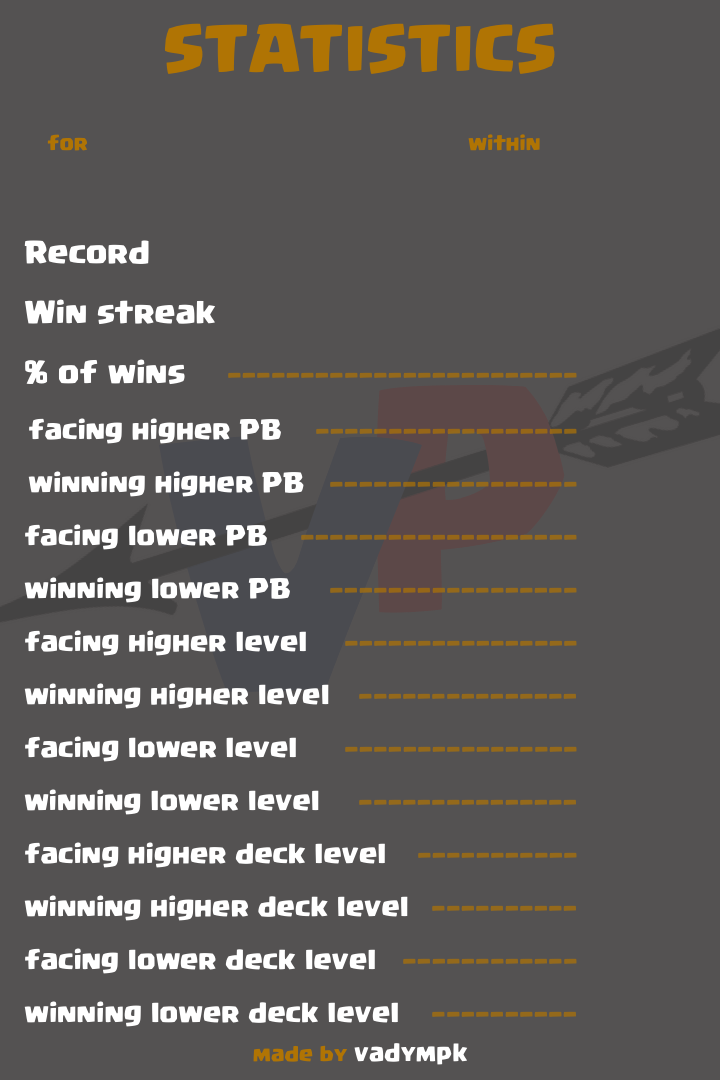 STATISTICS
for within
Record
Win streak
% of wins --------------------------
facing higher PB -------------------
winning higher PB ------------------
facing lower PB --------------------
winning lower PB ------------------
facing higher level -----------------
winning higher level ----------------
facing lower level -----------------
winning lower level ----------------
facing higher deck level ------------
winning higher deck level -----------
facing lower deck level -------------
winning lower deck level -----------
VP
made by vadympk